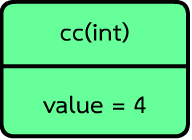 cc(int)
value = 4